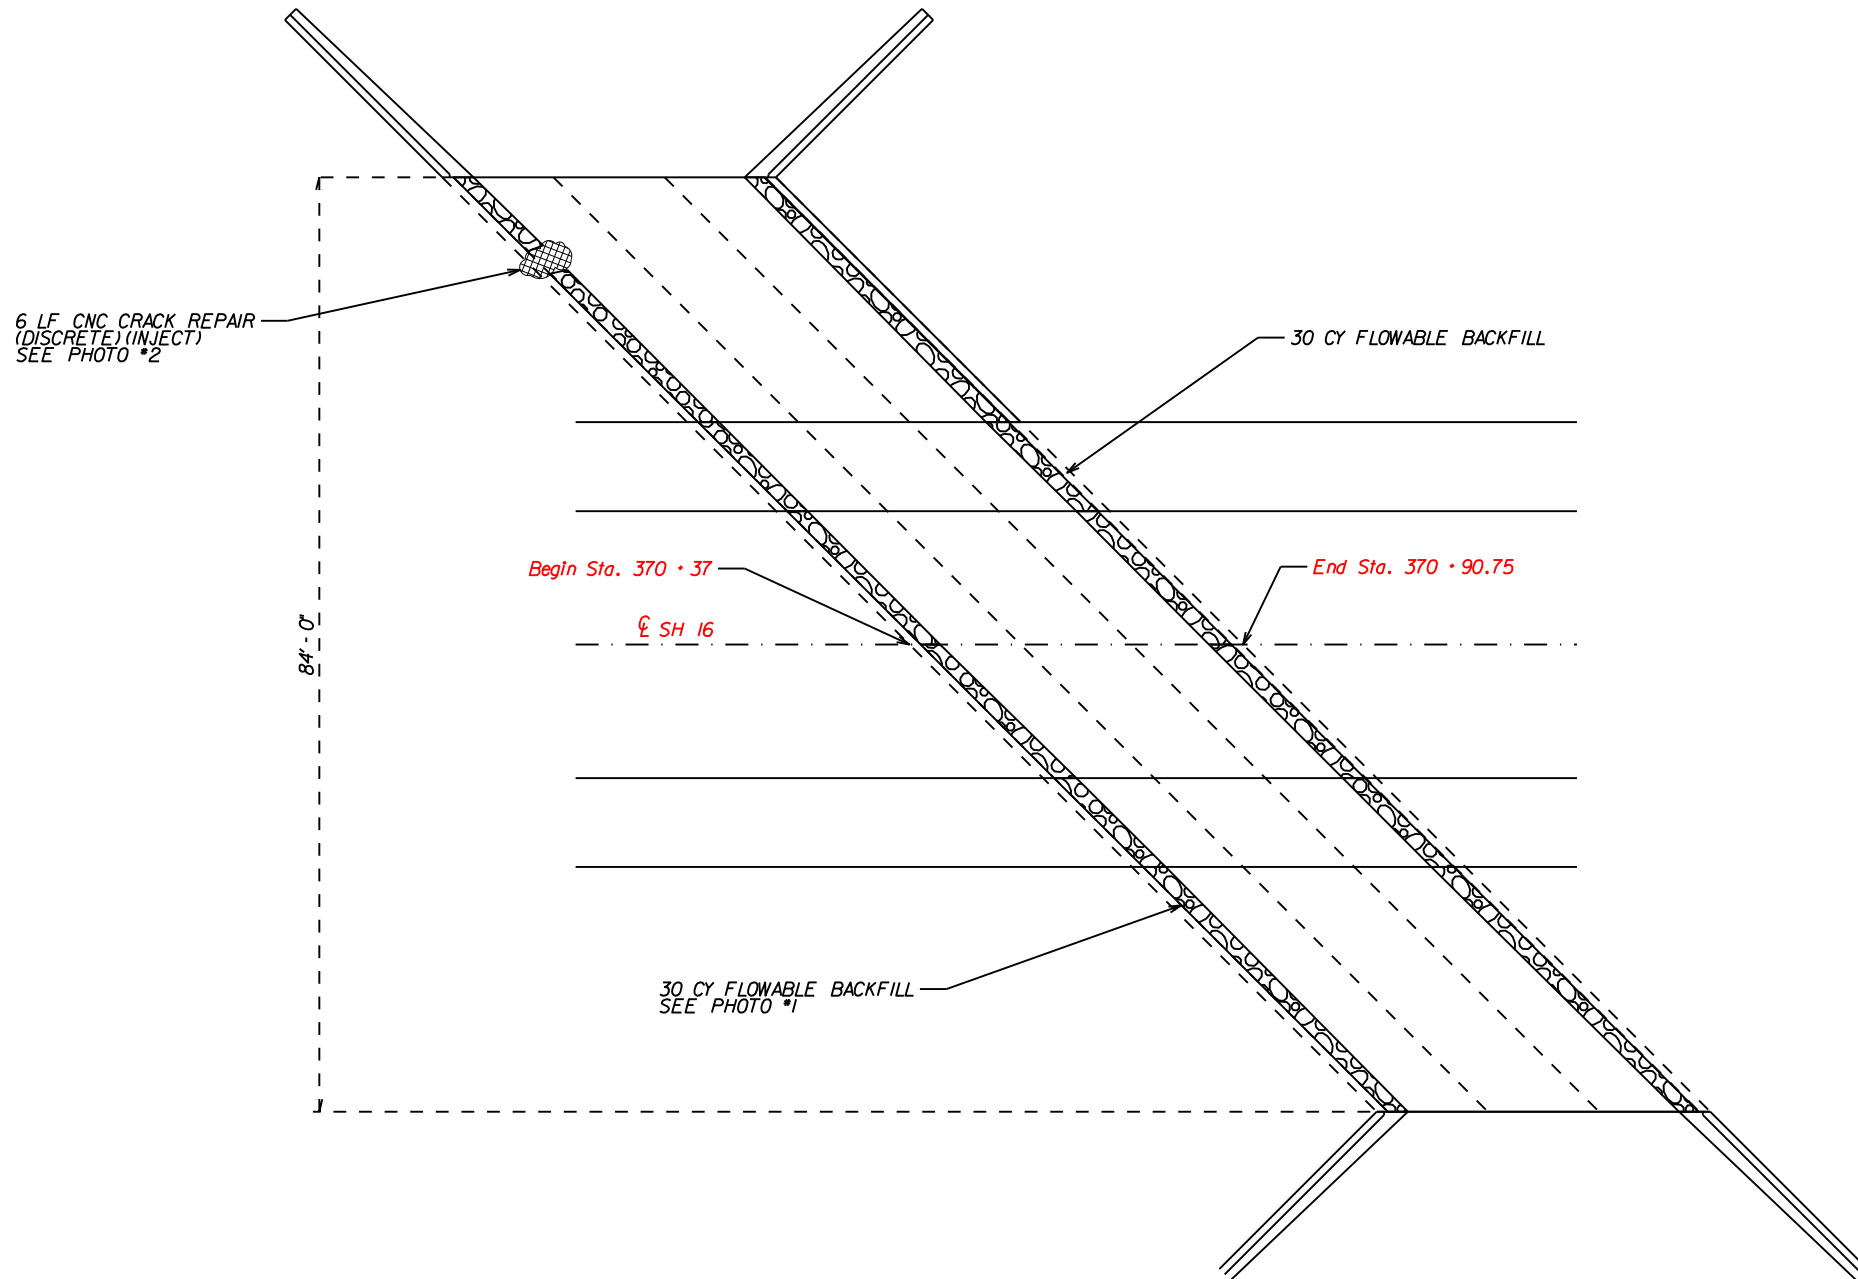 6 LF CNC CRACK REPAIR
(DISCRETE)(INJECT)
SEE PHOTO #2
30 CY FLOWABLE BACKFILL
Begin Sta. 370 + 37
End Sta. 370 + 90.75
℄ SH 16
84' - 0"
30 CY FLOWABLE BACKFILL
SEE PHOTO #1